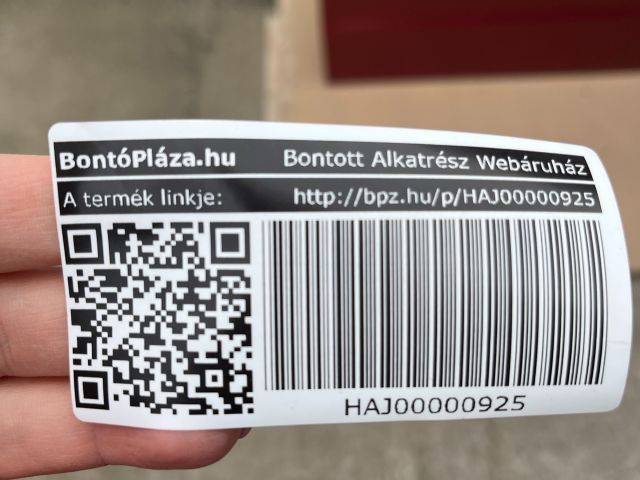 BontóPláza.hu Bontott Alkatrész Webáruház
A termék linkje: http://bpz.hu/p/HAJ00000925
HAJ00000925